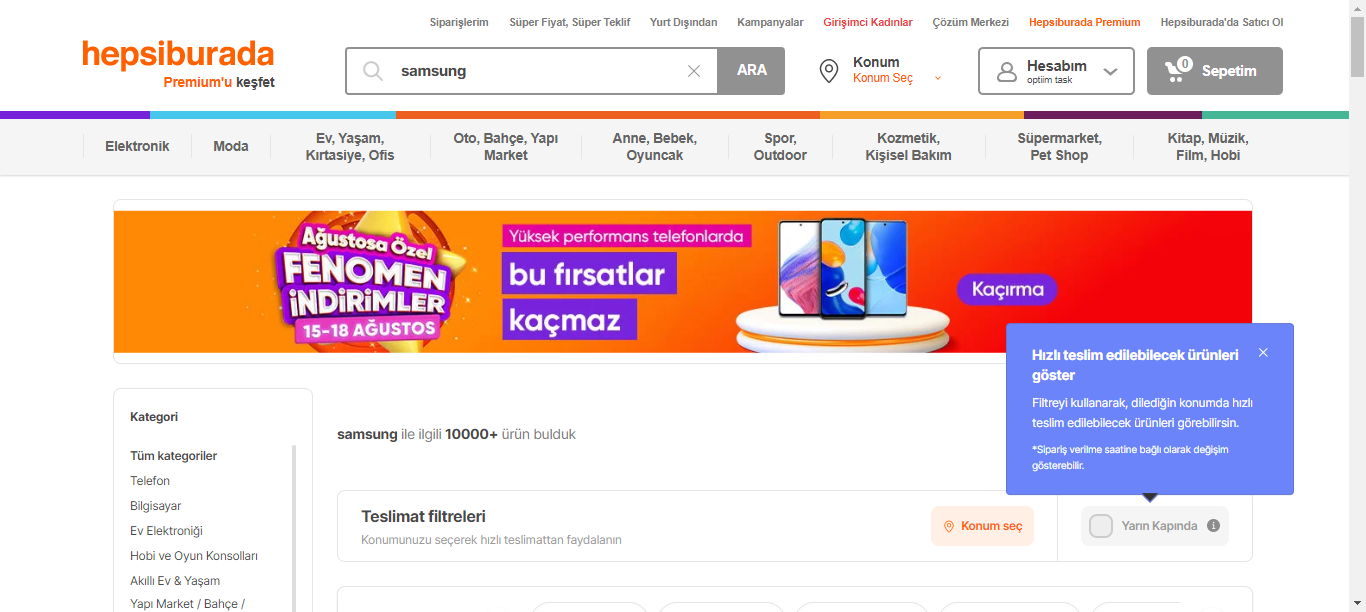 Siparişlerim
Süper Fiyat, Süper Teklif
Yurt Dışından
Kampanyalar
Girişimci Kadınlar
Çözüm Merkezi
Hepsiburada Premium
Hepsiburada'da Satıcı Ol
hepsiburada
Premium'u keşfet
samsung
ARA
Konum
Konum Seç
Hesabım
optiim task
0
Sepetim
Elektronik
Moda
Ev, Yaşam,
Kırtasiye, Ofis
Oto, Bahçe, Yapı
Market
Anne, Bebek,
Oyuncak
Spor,
Outdoor
Kozmetik,
Kişisel Bakım
Süpermarket,
Pet Shop
Kitap, Müzik,
Film, Hobi
Ağustosa Özel
FENOMEN
İNDİRİMLER
15-18 AĞUSTOS
Yüksek performans telefonlarda
bu fırsatlar
kaçmaz
Kaçırma
Hızlı teslim edilebilecek ürünleri
göster
Filtreyi kullanarak, dilediğin konumda hızlı
teslim edilebilecek ürünleri görebilirsin.
*Sipariş verilme saatine bağlı olarak değişim
gösterebilir.
Kategori
Tüm kategoriler
Telefon
Bilgisayar
Ev Elektroniği
Hobi ve Oyun Konsolları
Akıllı Ev & Yaşam
Yapı Market / Bahçe /
samsung ile ilgili 10000+ ürün bulduk
Teslimat filtreleri
Konumunuzu seçerek hızlı teslimattan faydalanın
Konum seç
Yarın Kapında